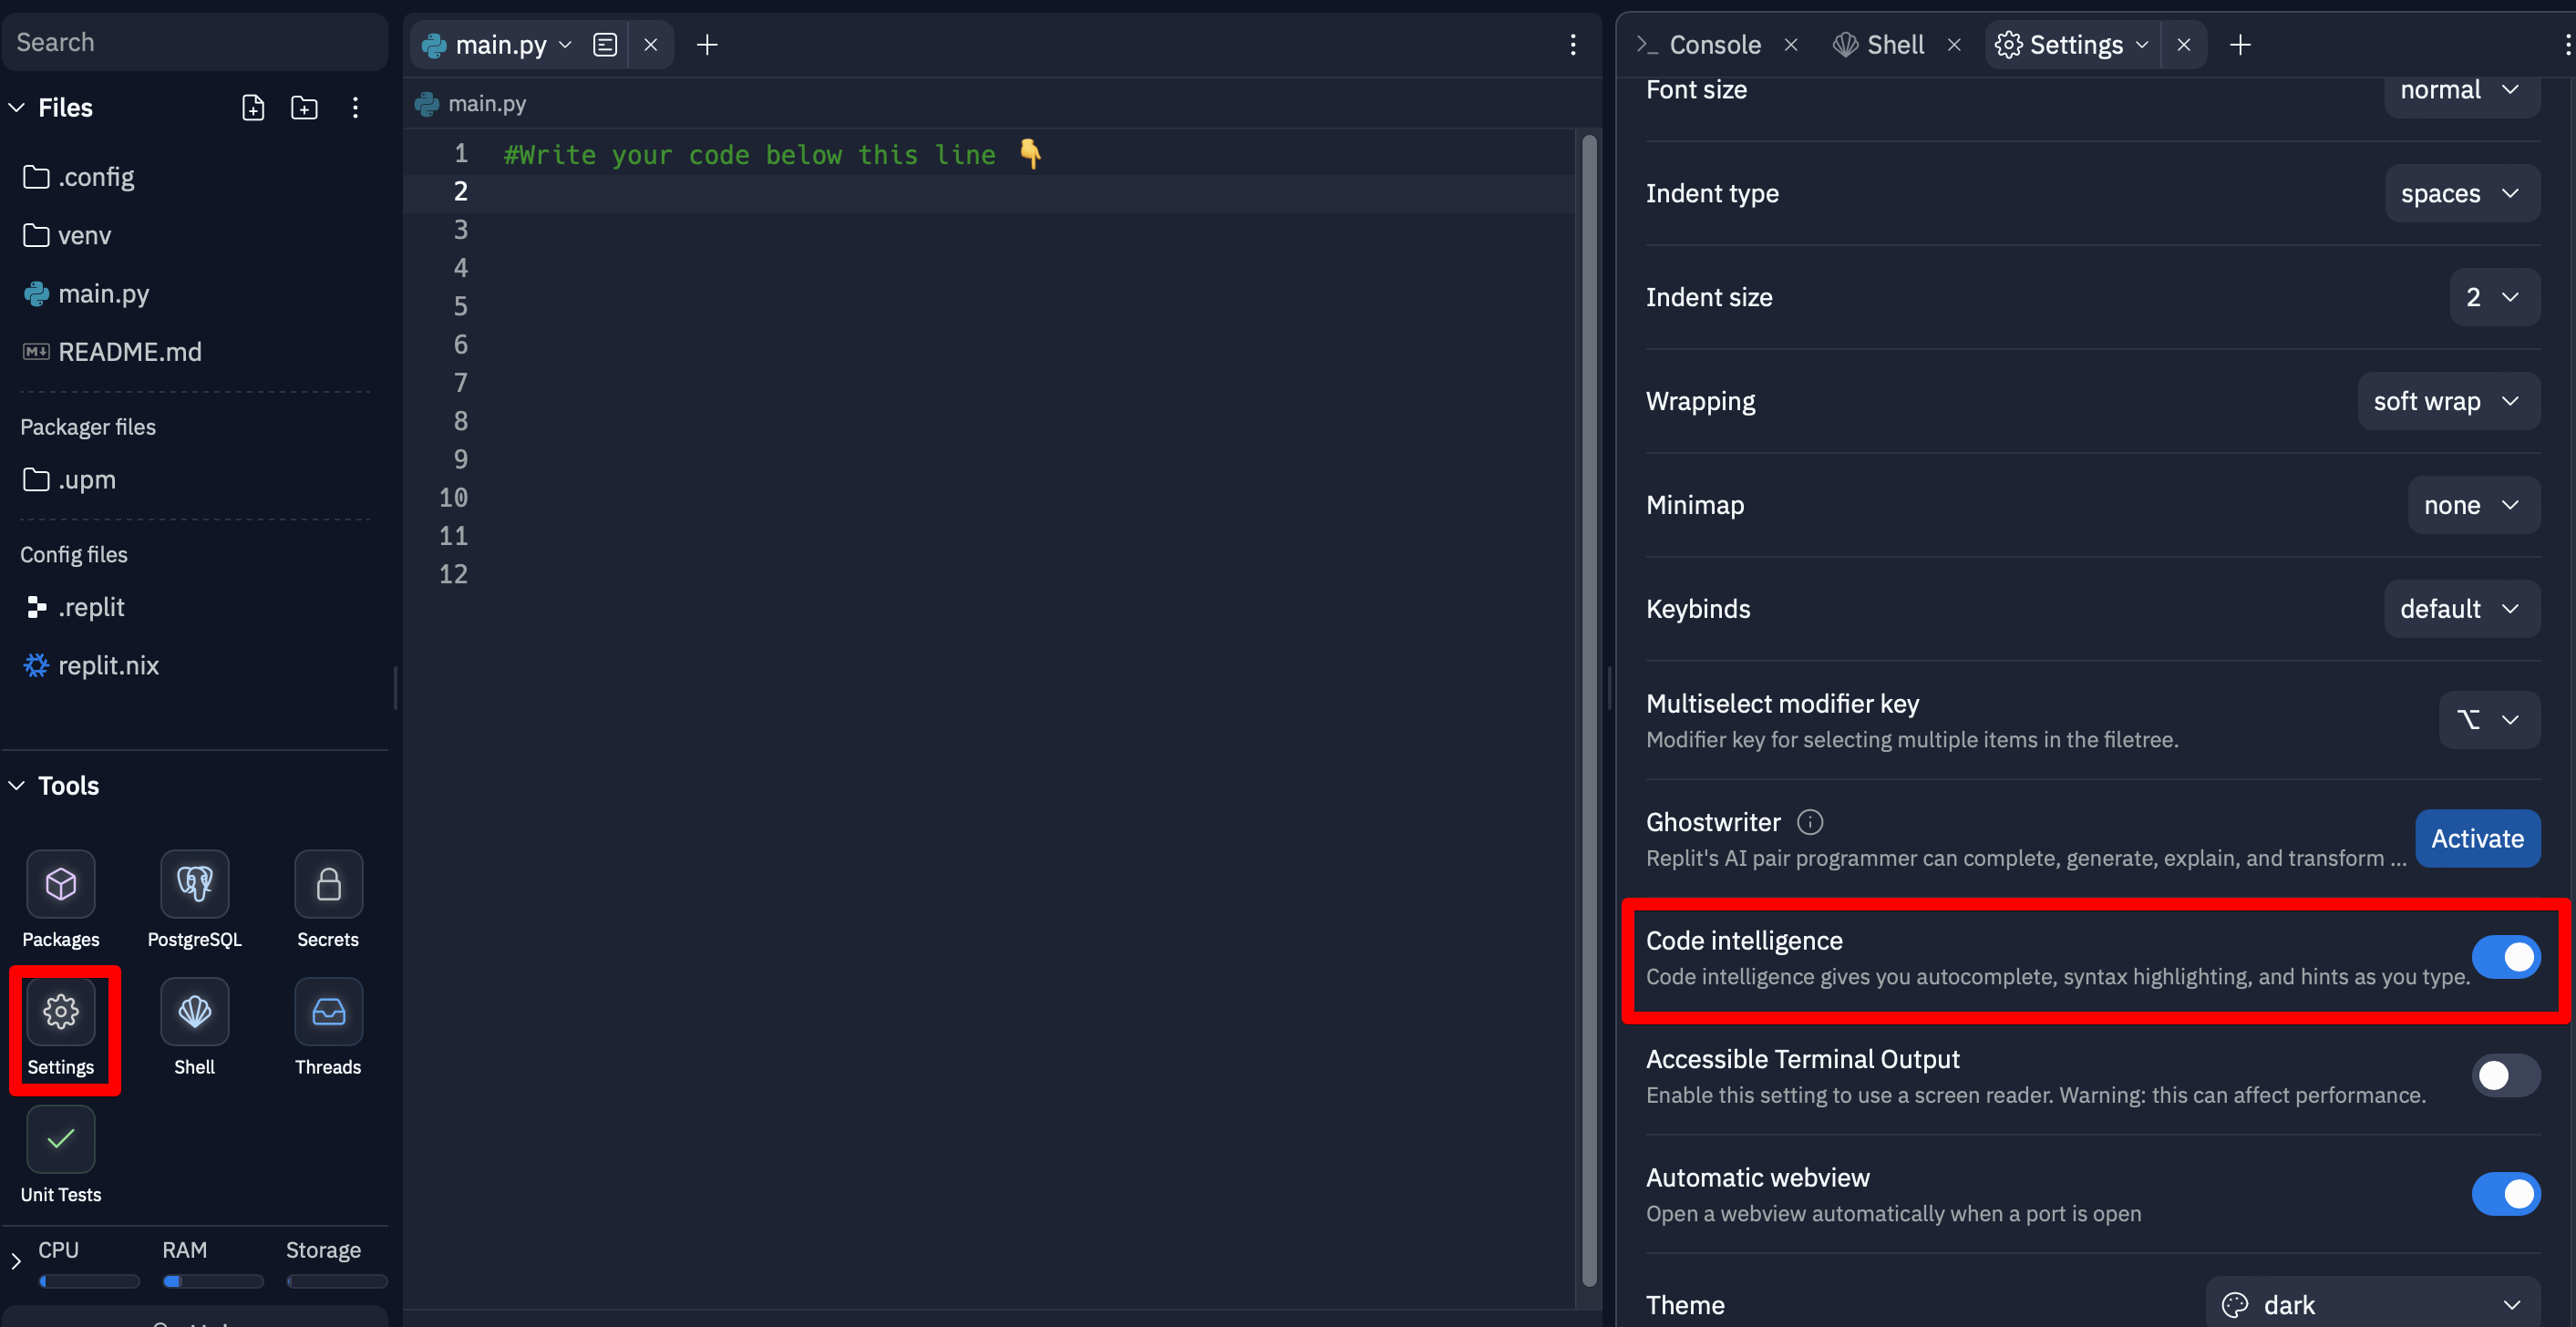 Search
Files
.config
venv
main.py
README.md
Packager files
.upm
Config files
.replit
replit.nix
Tools
Packages
PostgreSQL
Secrets
Settings
Shell
Threads
Unit Tests
CPU
RAM
Storage
main.py
main.py
1 #Write your code below this line 👇
2
3
4
5
6
7
8
9
10
11
12
Console
Shell
Settings
Font size normal
Indent type spaces
Indent size 2
Wrapping soft wrap
Minimap none
Keybinds default
Multiselect modifier key ⌥
Modifier key for selecting multiple items in the filetree.
Ghostwriter
Replit's AI pair programmer can complete, generate, explain, and transform ...
Activate
Code intelligence
Code intelligence gives you autocomplete, syntax highlighting, and hints as you type.
Accessible Terminal Output
Enable this setting to use a screen reader. Warning: this can affect performance.
Automatic webview
Open a webview automatically when a port is open
Theme dark